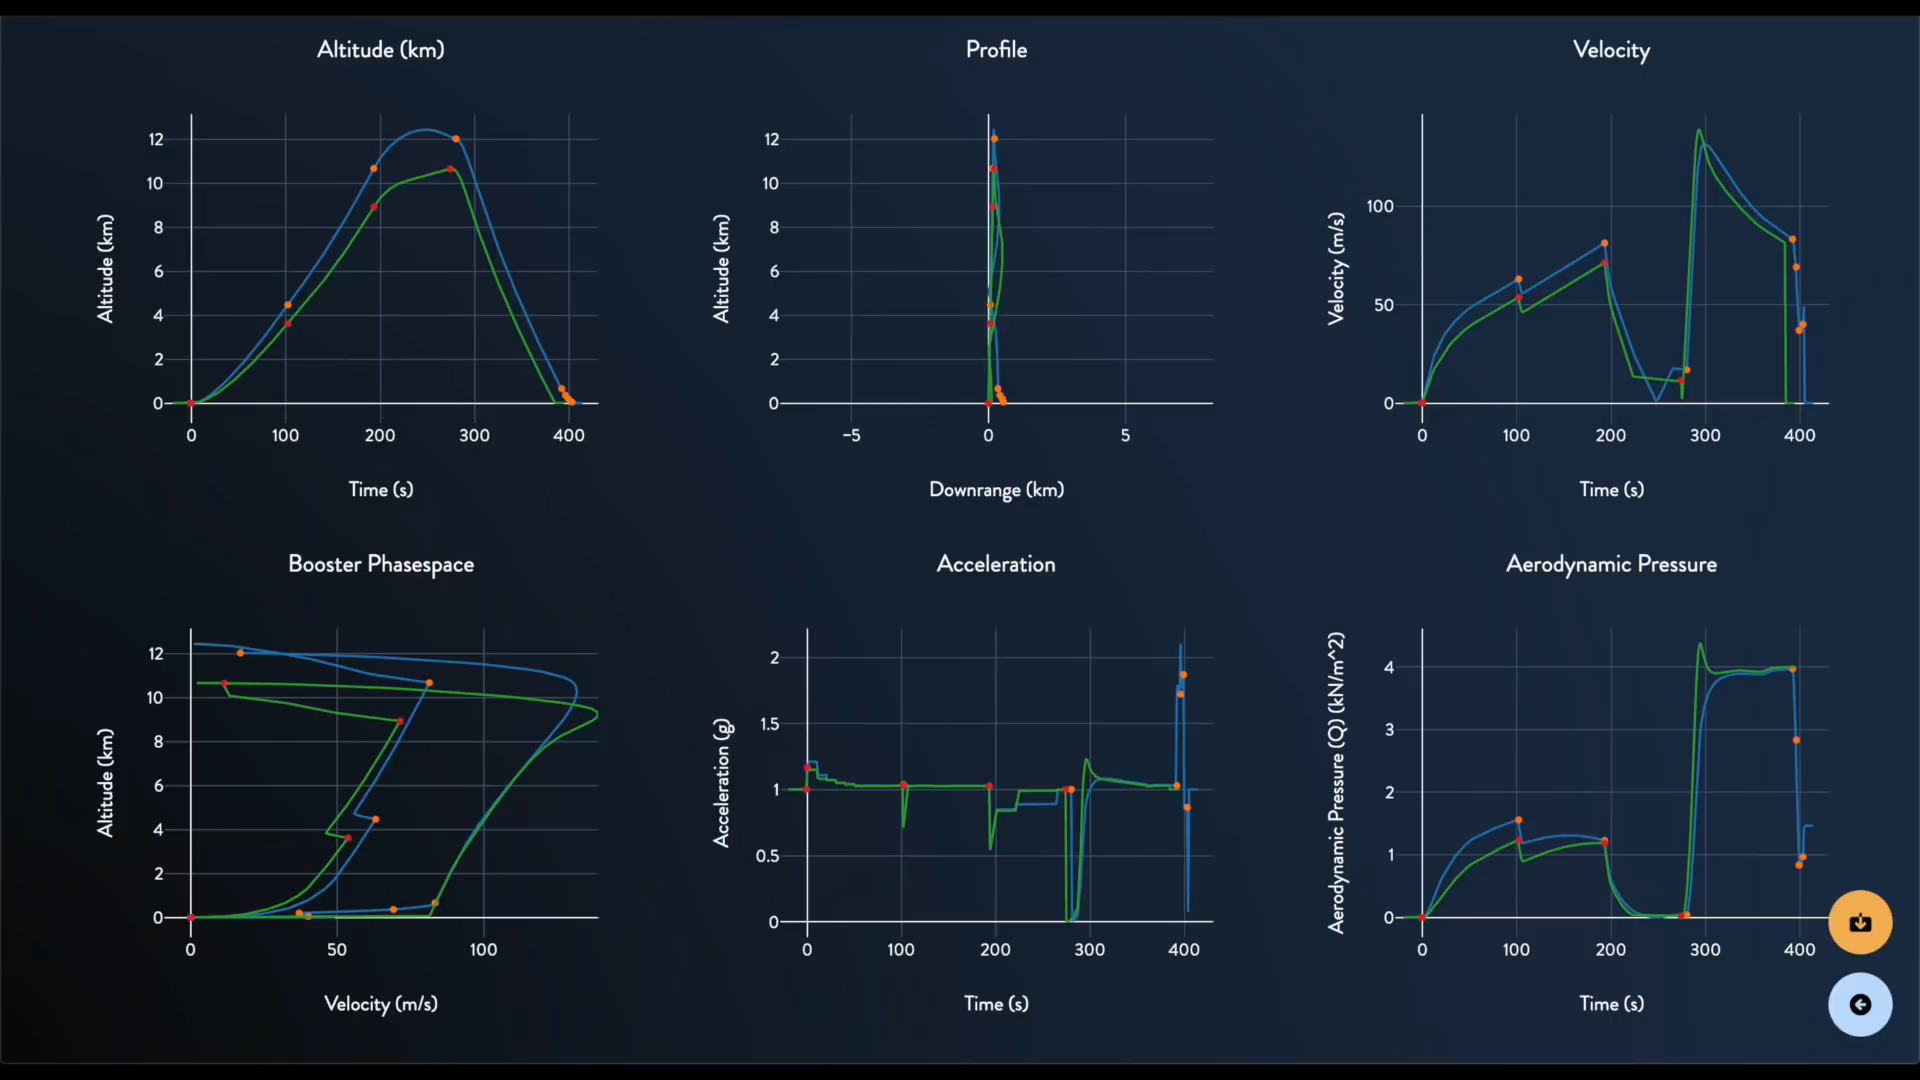 Altitude (km)
12
10
8
6
4
2
0
0 100 200 300 400
Altitude (km)
Time (s)
Profile
12
10
8
6
4
2
0
−5 0 5
Altitude (km)
Downrange (km)
Velocity
100
50
0
0 100 200 300 400
Velocity (m/s)
Time (s)
Booster Phasespace
12
10
8
6
4
2
0
0 50 100
Altitude (km)
Velocity (m/s)
Acceleration
2
1.5
1
0.5
0
0 100 200 300 400
Acceleration (g)
Time (s)
Aerodynamic Pressure
4
3
2
1
0
0 100 200 300 400
Aerodynamic Pressure (Q)) (kN/m^2)
Time (s)